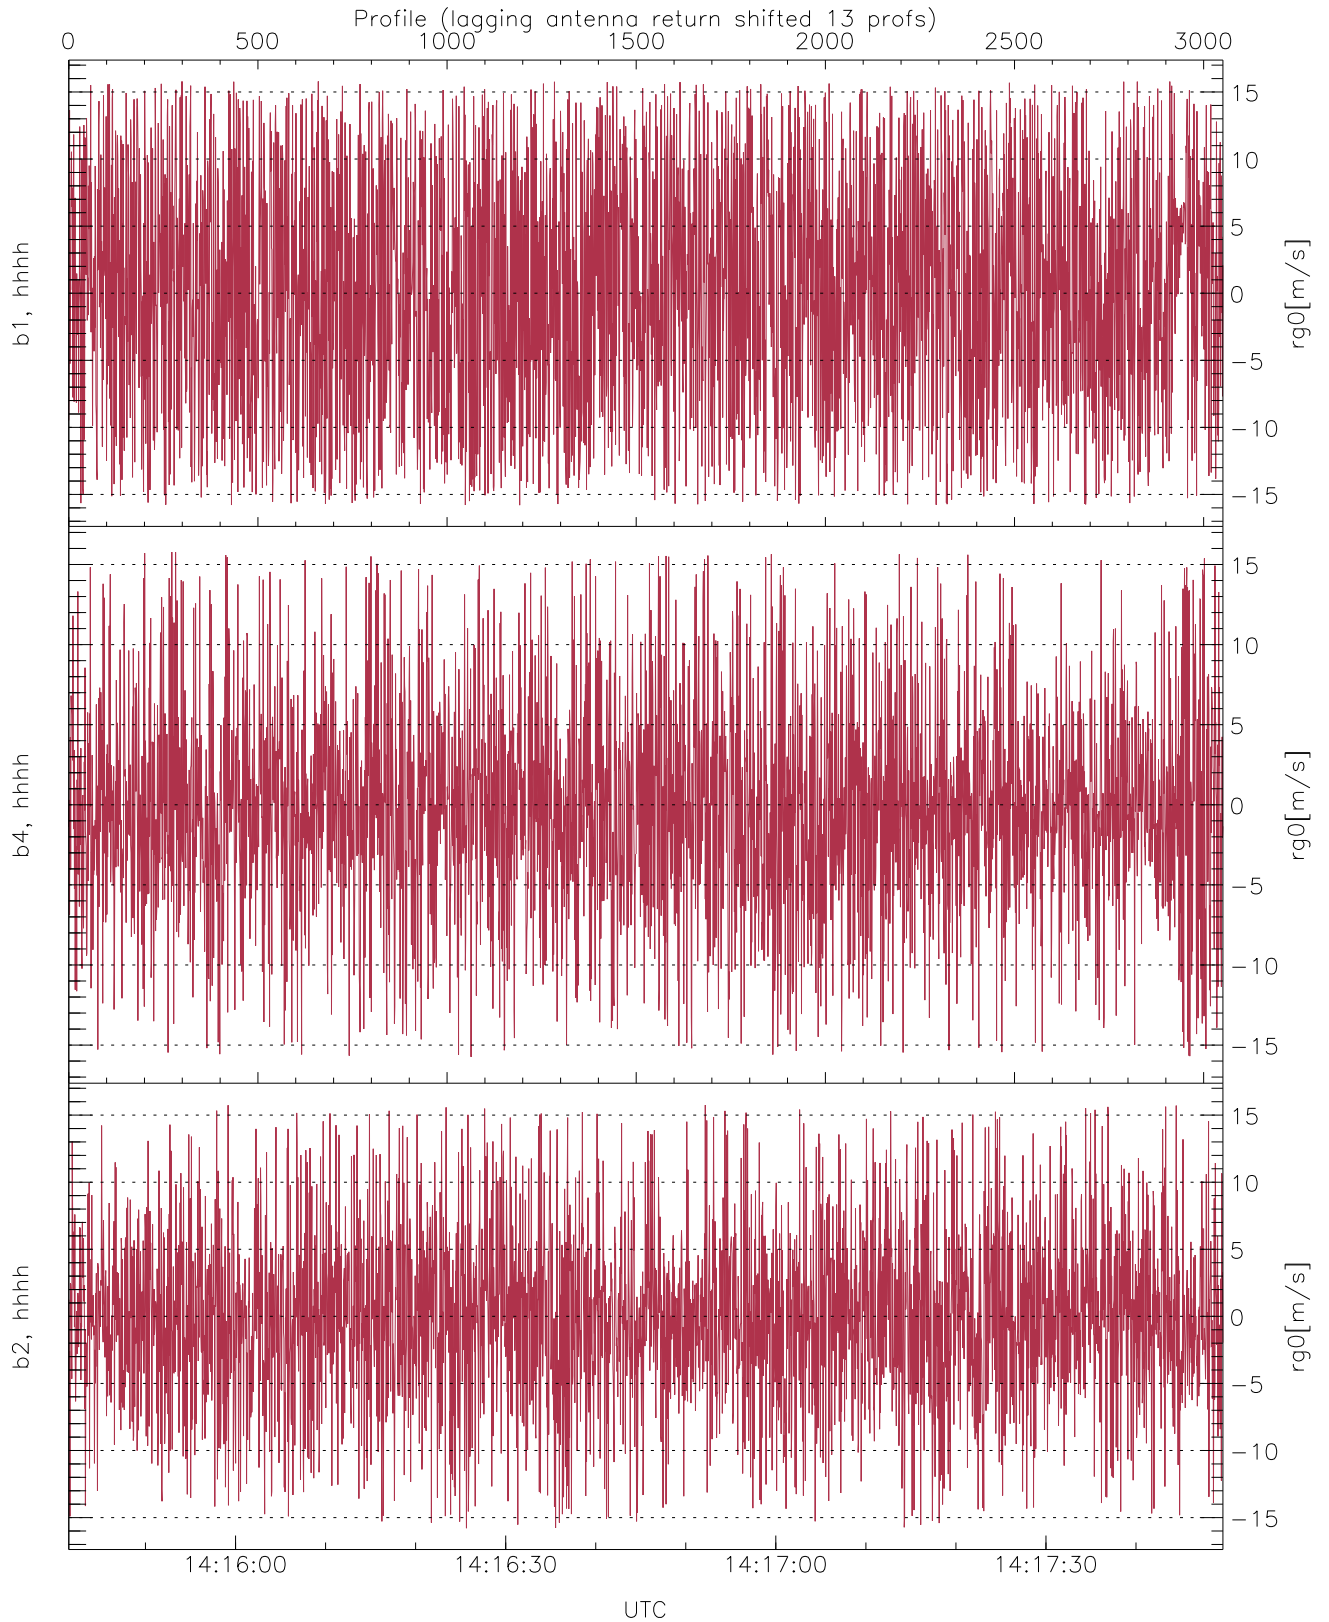 Profile (lagging antenna return shifted 13 profs)
0 500 1000 1500 2000 2500 3000
b1, hhhh
15
10
5
0
-5
-10
-15
rg0[m/s]
b4, hhhh
15
10
5
0
-5
-10
-15
rg0[m/s]
b2, hhhh
15
10
5
0
-5
-10
-15
rg0[m/s]
14:16:00 14:16:30 14:17:00 14:17:30
UTC